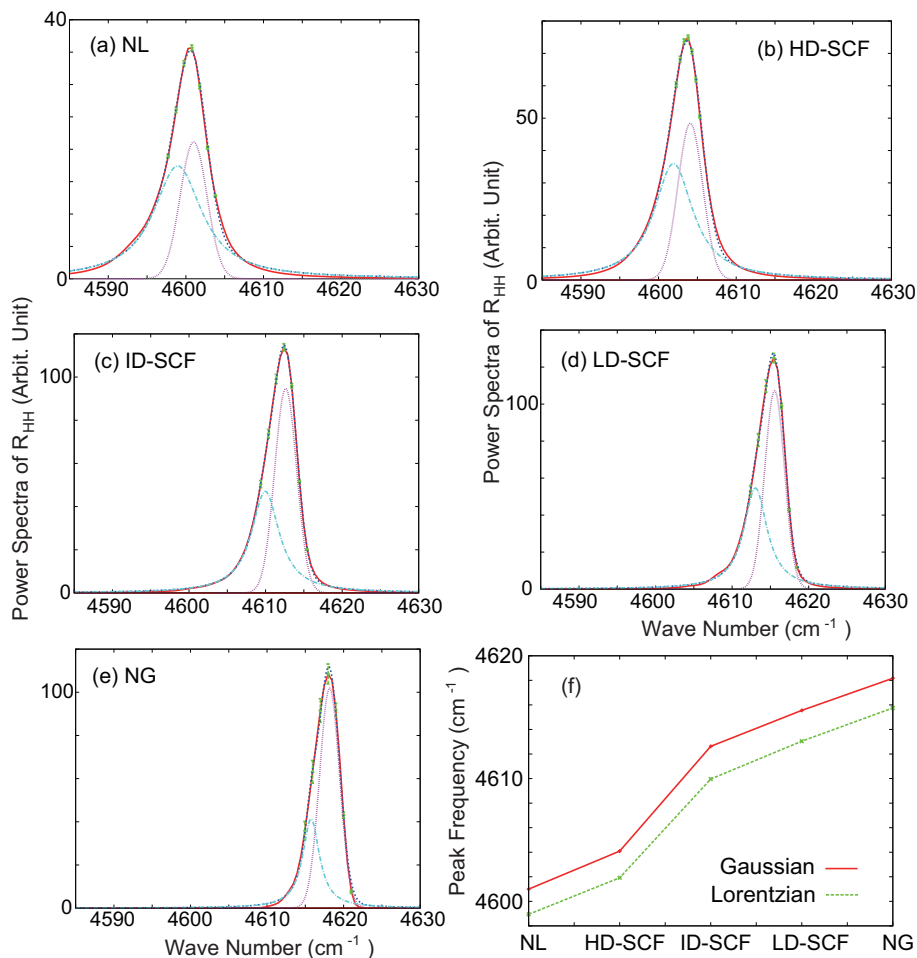 40
(a) NL
0
4590 4600 4610 4620 4630
Power Spectra of R_HH (Arbit. Unit)
(b) HD-SCF
50
0
4590 4600 4610 4620 4630
Power Spectra of R_HH (Arbit. Unit)
(c) ID-SCF
100
0
4590 4600 4610 4620 4630
(d) LD-SCF
100
0
4590 4600 4610 4620 4630
Wave Number (cm⁻¹)
(e) NG
100
0
4590 4600 4610 4620 4630
Wave Number (cm⁻¹)
(f)
4620
4610
4600
Peak Frequency (cm⁻¹)
Gaussian
Lorentzian
NL HD-SCF ID-SCF LD-SCF NG